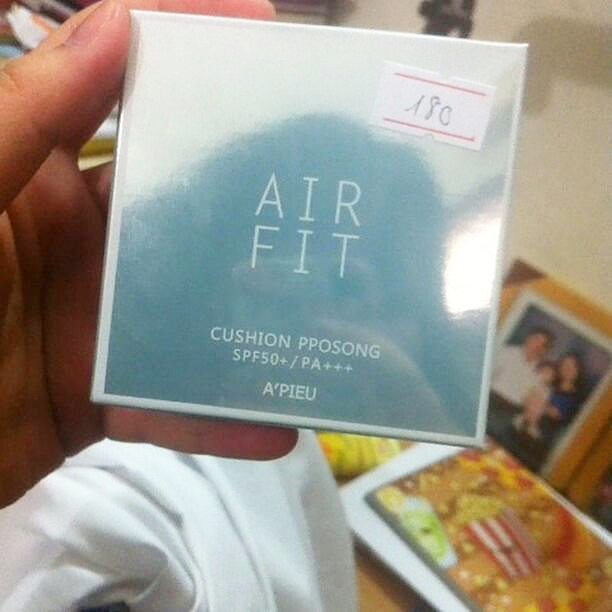 180
AIR
FIT
CUSHION PPOSONG
SPF50+/PA+++
A'PIEU